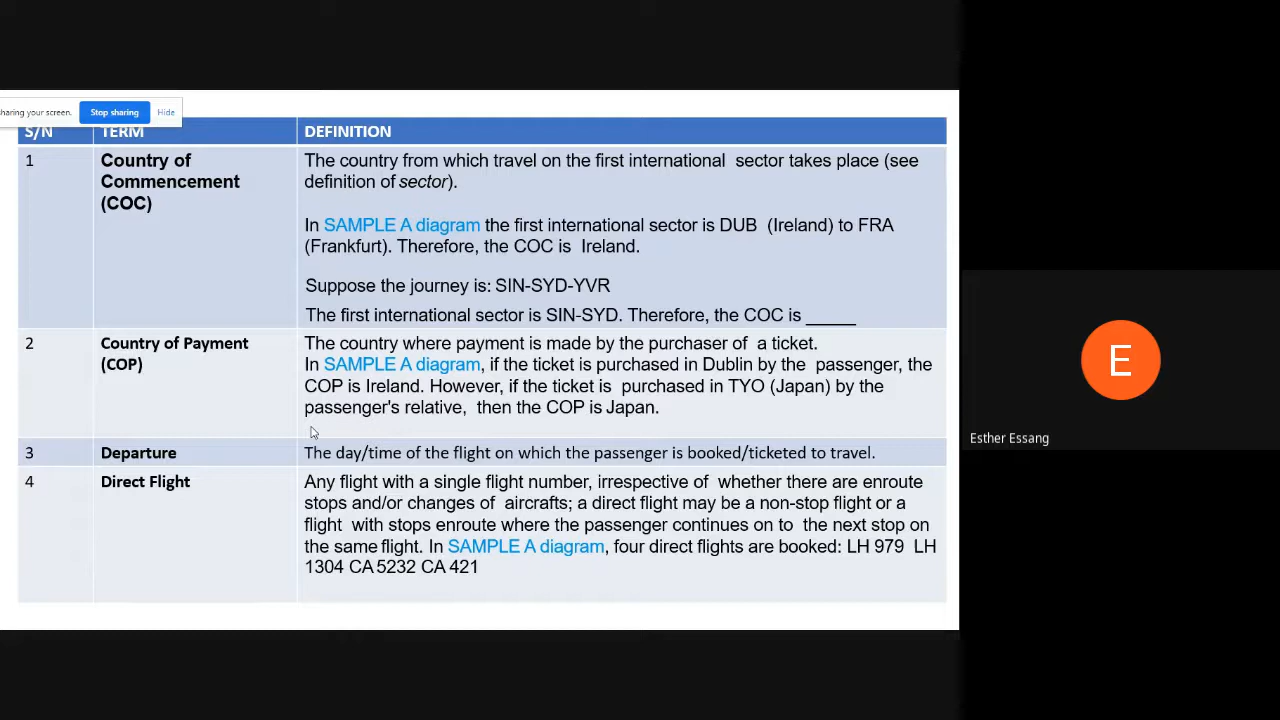 haring your screen. Stop sharing Hide
S/N TERM DEFINITION
1 Country of Commencement (COC)
The country from which travel on the first international sector takes place (see
definition of sector).
In SAMPLE A diagram the first international sector is DUB (Ireland) to FRA
(Frankfurt). Therefore, the COC is Ireland.
Suppose the journey is: SIN-SYD-YVR
The first international sector is SIN-SYD. Therefore, the COC is _____
2 Country of Payment (COP)
The country where payment is made by the purchaser of a ticket.
In SAMPLE A diagram, if the ticket is purchased in Dublin by the passenger, the
COP is Ireland. However, if the ticket is purchased in TYO (Japan) by the
passenger's relative, then the COP is Japan.
3 Departure
The day/time of the flight on which the passenger is booked/ticketed to travel.
4 Direct Flight
Any flight with a single flight number, irrespective of whether there are enroute
stops and/or changes of aircrafts; a direct flight may be a non-stop flight or a
flight with stops enroute where the passenger continues on to the next stop on
the same flight. In SAMPLE A diagram, four direct flights are booked: LH 979 LH
1304 CA 5232 CA 421
E
Esther Essang